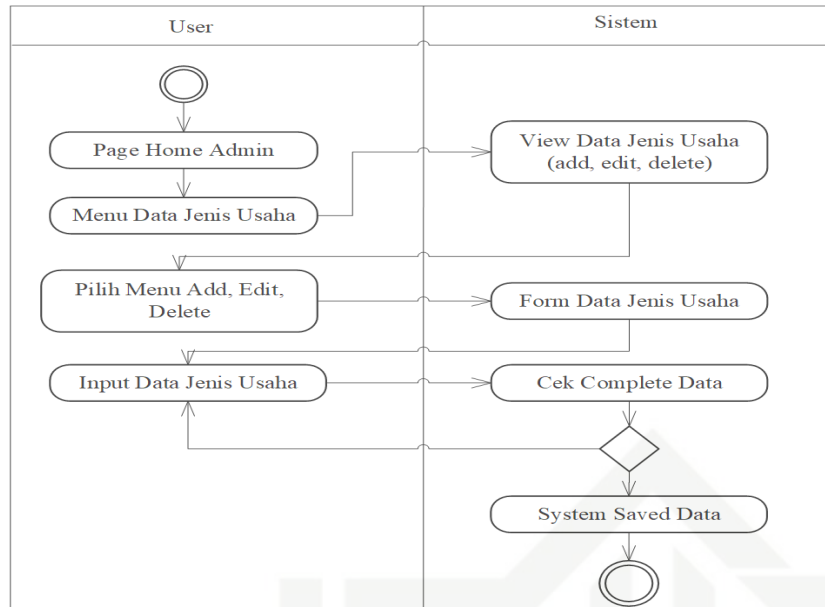 User
Sistem
Page Home Admin
View Data Jenis Usaha
(add, edit, delete)
Menu Data Jenis Usaha
Pilih Menu Add, Edit,
Delete
Form Data Jenis Usaha
Input Data Jenis Usaha
Cek Complete Data
System Saved Data